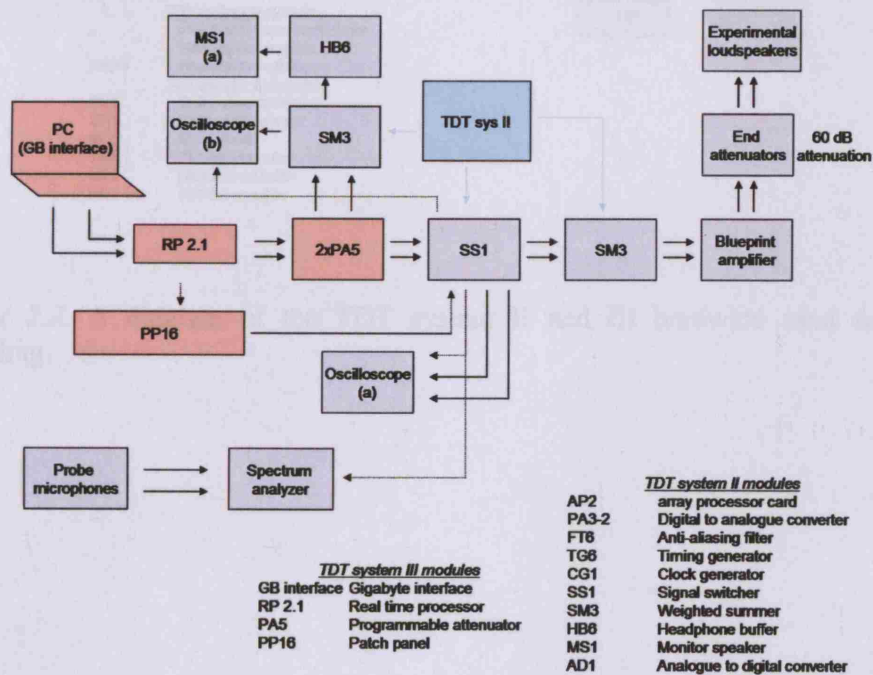 MS1
(a)
HB6
Experimental
loudspeakers
PC
(GB interface)
Oscilloscope
(b)
SM3
TDT sys II
End
attenuators
60 dB
attenuation
RP 2.1
2xPA5
SS1
SM3
Blueprint
amplifier
PP16
Oscilloscope
(a)
Probe
microphones
Spectrum
analyzer
TDT system III modules
GB interface Gigabyte interface
RP 2.1 Real time processor
PA5 Programmable attenuator
PP16 Patch panel
TDT system II modules
AP2 array processor card
PA3-2 Digital to analogue converter
FT6 Anti-aliasing filter
TG6 Timing generator
CG1 Clock generator
SS1 Signal switcher
SM3 Weighted summer
HB6 Headphone buffer
MS1 Monitor speaker
AD1 Analogue to digital converter